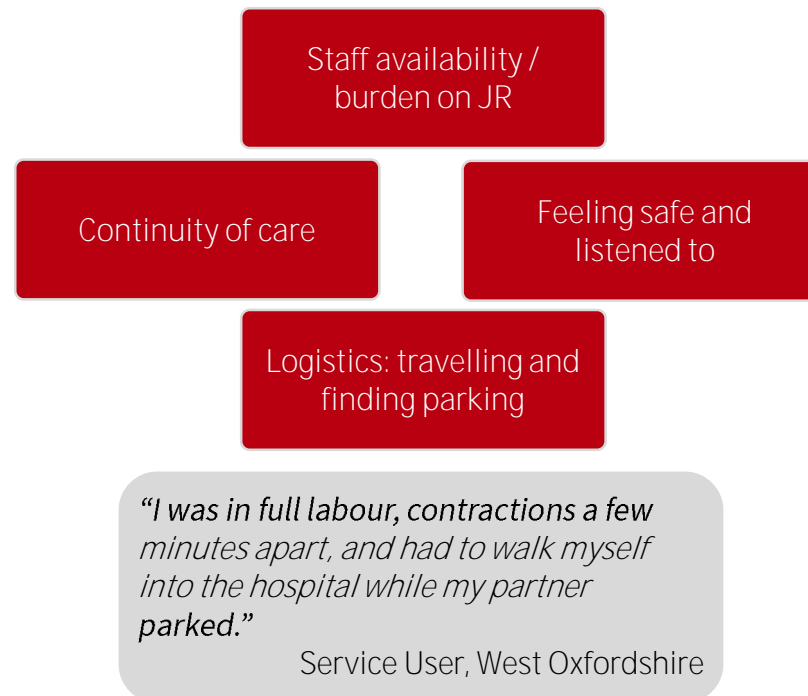 Staff availability /
burden on JR
Continuity of care
Feeling safe and
listened to
Logistics: travelling and
finding parking
“I was in full labour, contractions a few
minutes apart, and had to walk myself
into the hospital while my partner
parked.”
Service User, West Oxfordshire